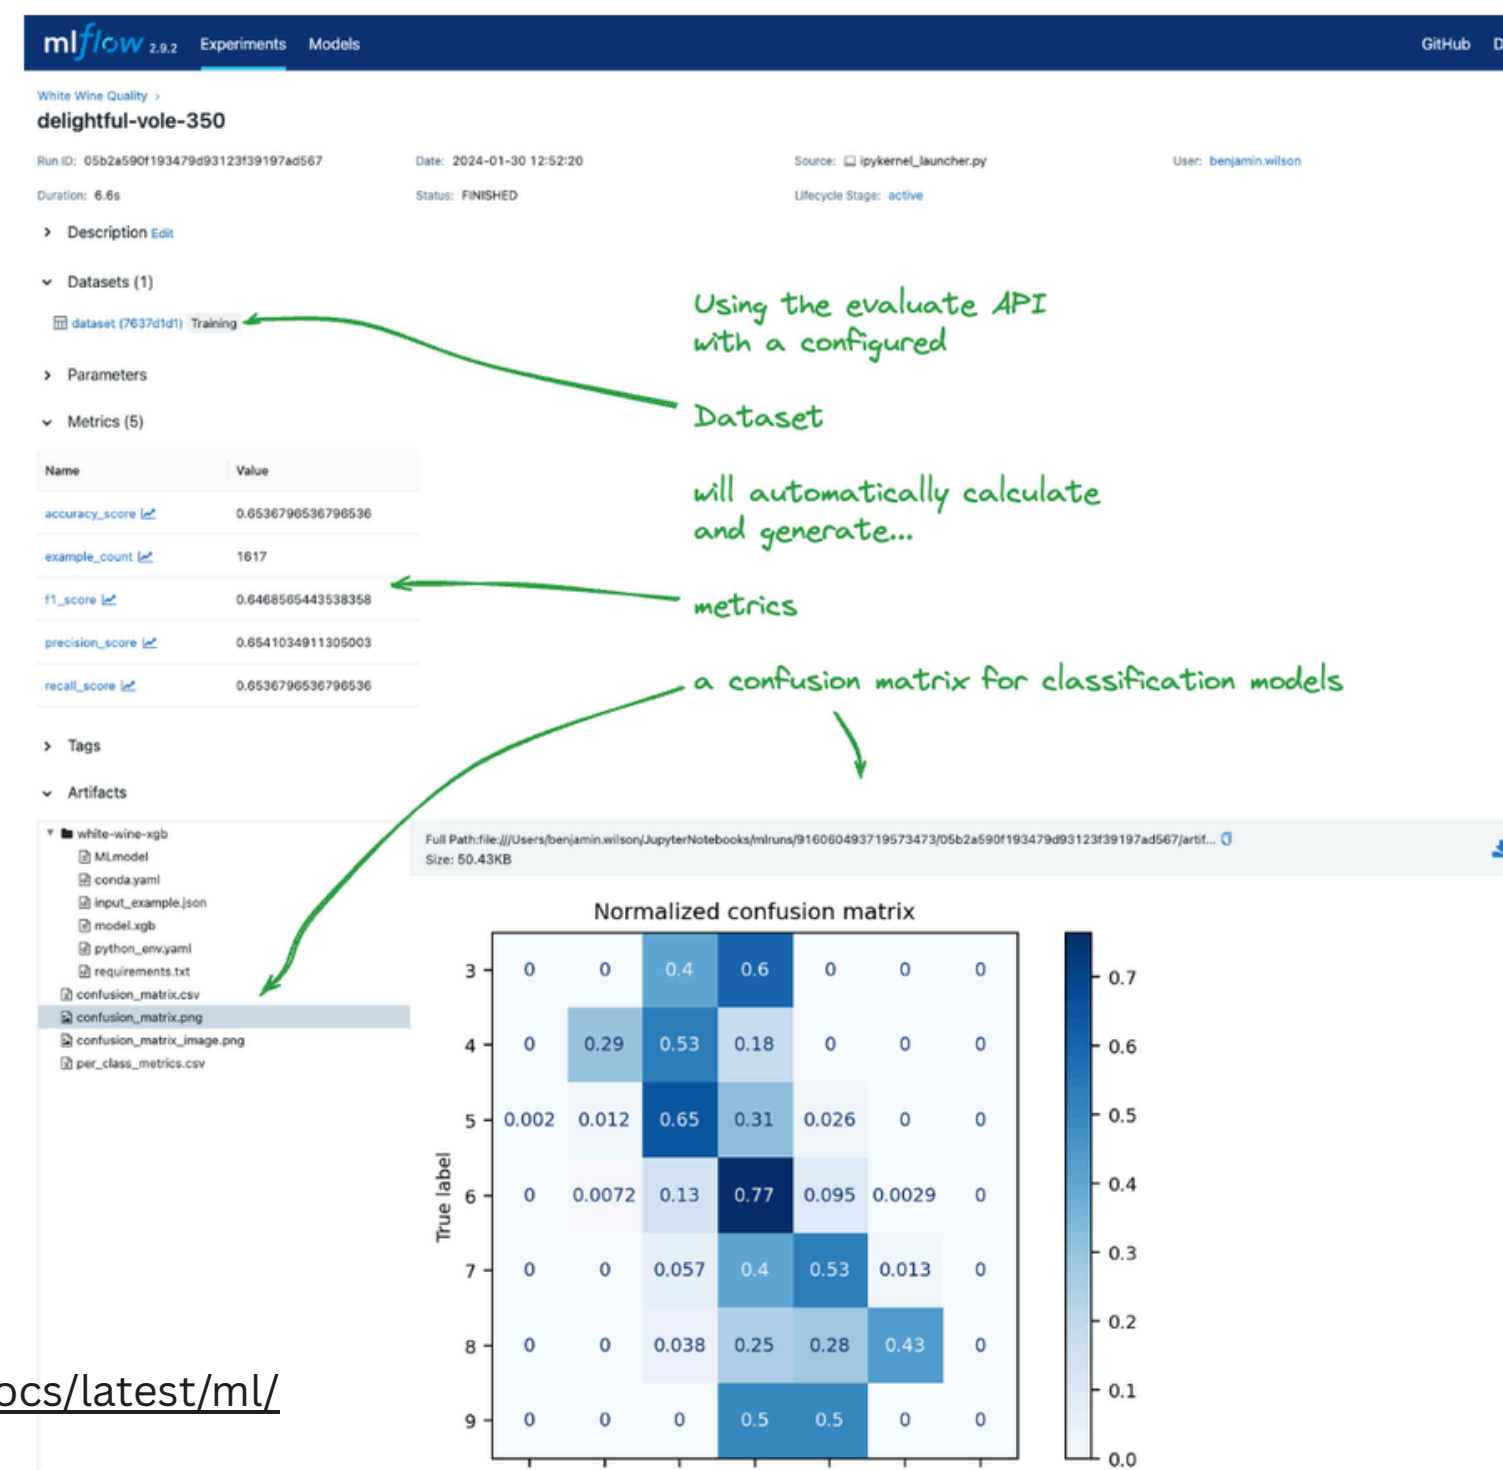 mlflow 2.9.2 Experiments Models GitHub D
White Wine Quality >
delightful-vole-350
Run ID: 05b2a590f193479d93123f39197ad567 Date: 2024-01-30 12:52:20 Source: ipykernel_launcher.py User: benjamin.wilson
Duration: 6.6s Status: FINISHED Lifecycle Stage: active
Description Edit
Datasets (1)
dataset (7637d1d1) Training
Using the evaluate API
with a configured
Parameters
Dataset
Metrics (5)
Name Value
will automatically calculate
and generate...
accuracy_score 0.6536796536796536
example_count 1617
f1_score 0.6468565443538358
metrics
precision_score 0.6541034911305003
recall_score 0.6536796536796536
a confusion matrix for classification models
Tags
Artifacts
white-wine-xgb
MLmodel
conda.yaml
input_example.json
model.xgb
python_env.yaml
requirements.txt
confusion_matrix.csv
confusion_matrix.png
confusion_matrix_image.png
per_class_metrics.csv
Full Path:file:///Users/benjamin.wilson/JupyterNotebooks/mlruns/916060493719573473/05b2a590f193479d93123f39197ad567/artif...
Size: 50.43KB
Normalized confusion matrix
True label
3 0 0 0.4 0.6 0 0 0
4 0 0.29 0.53 0.18 0 0 0
5 0.002 0.012 0.65 0.31 0.026 0 0
6 0 0.0072 0.13 0.77 0.095 0.0029 0
7 0 0 0.057 0.4 0.53 0.013 0
8 0 0 0.038 0.25 0.28 0.43 0
9 0 0 0 0.5 0.5 0 0
0.7
0.6
0.5
0.4
0.3
0.2
0.1
0.0
ocs/latest/ml/